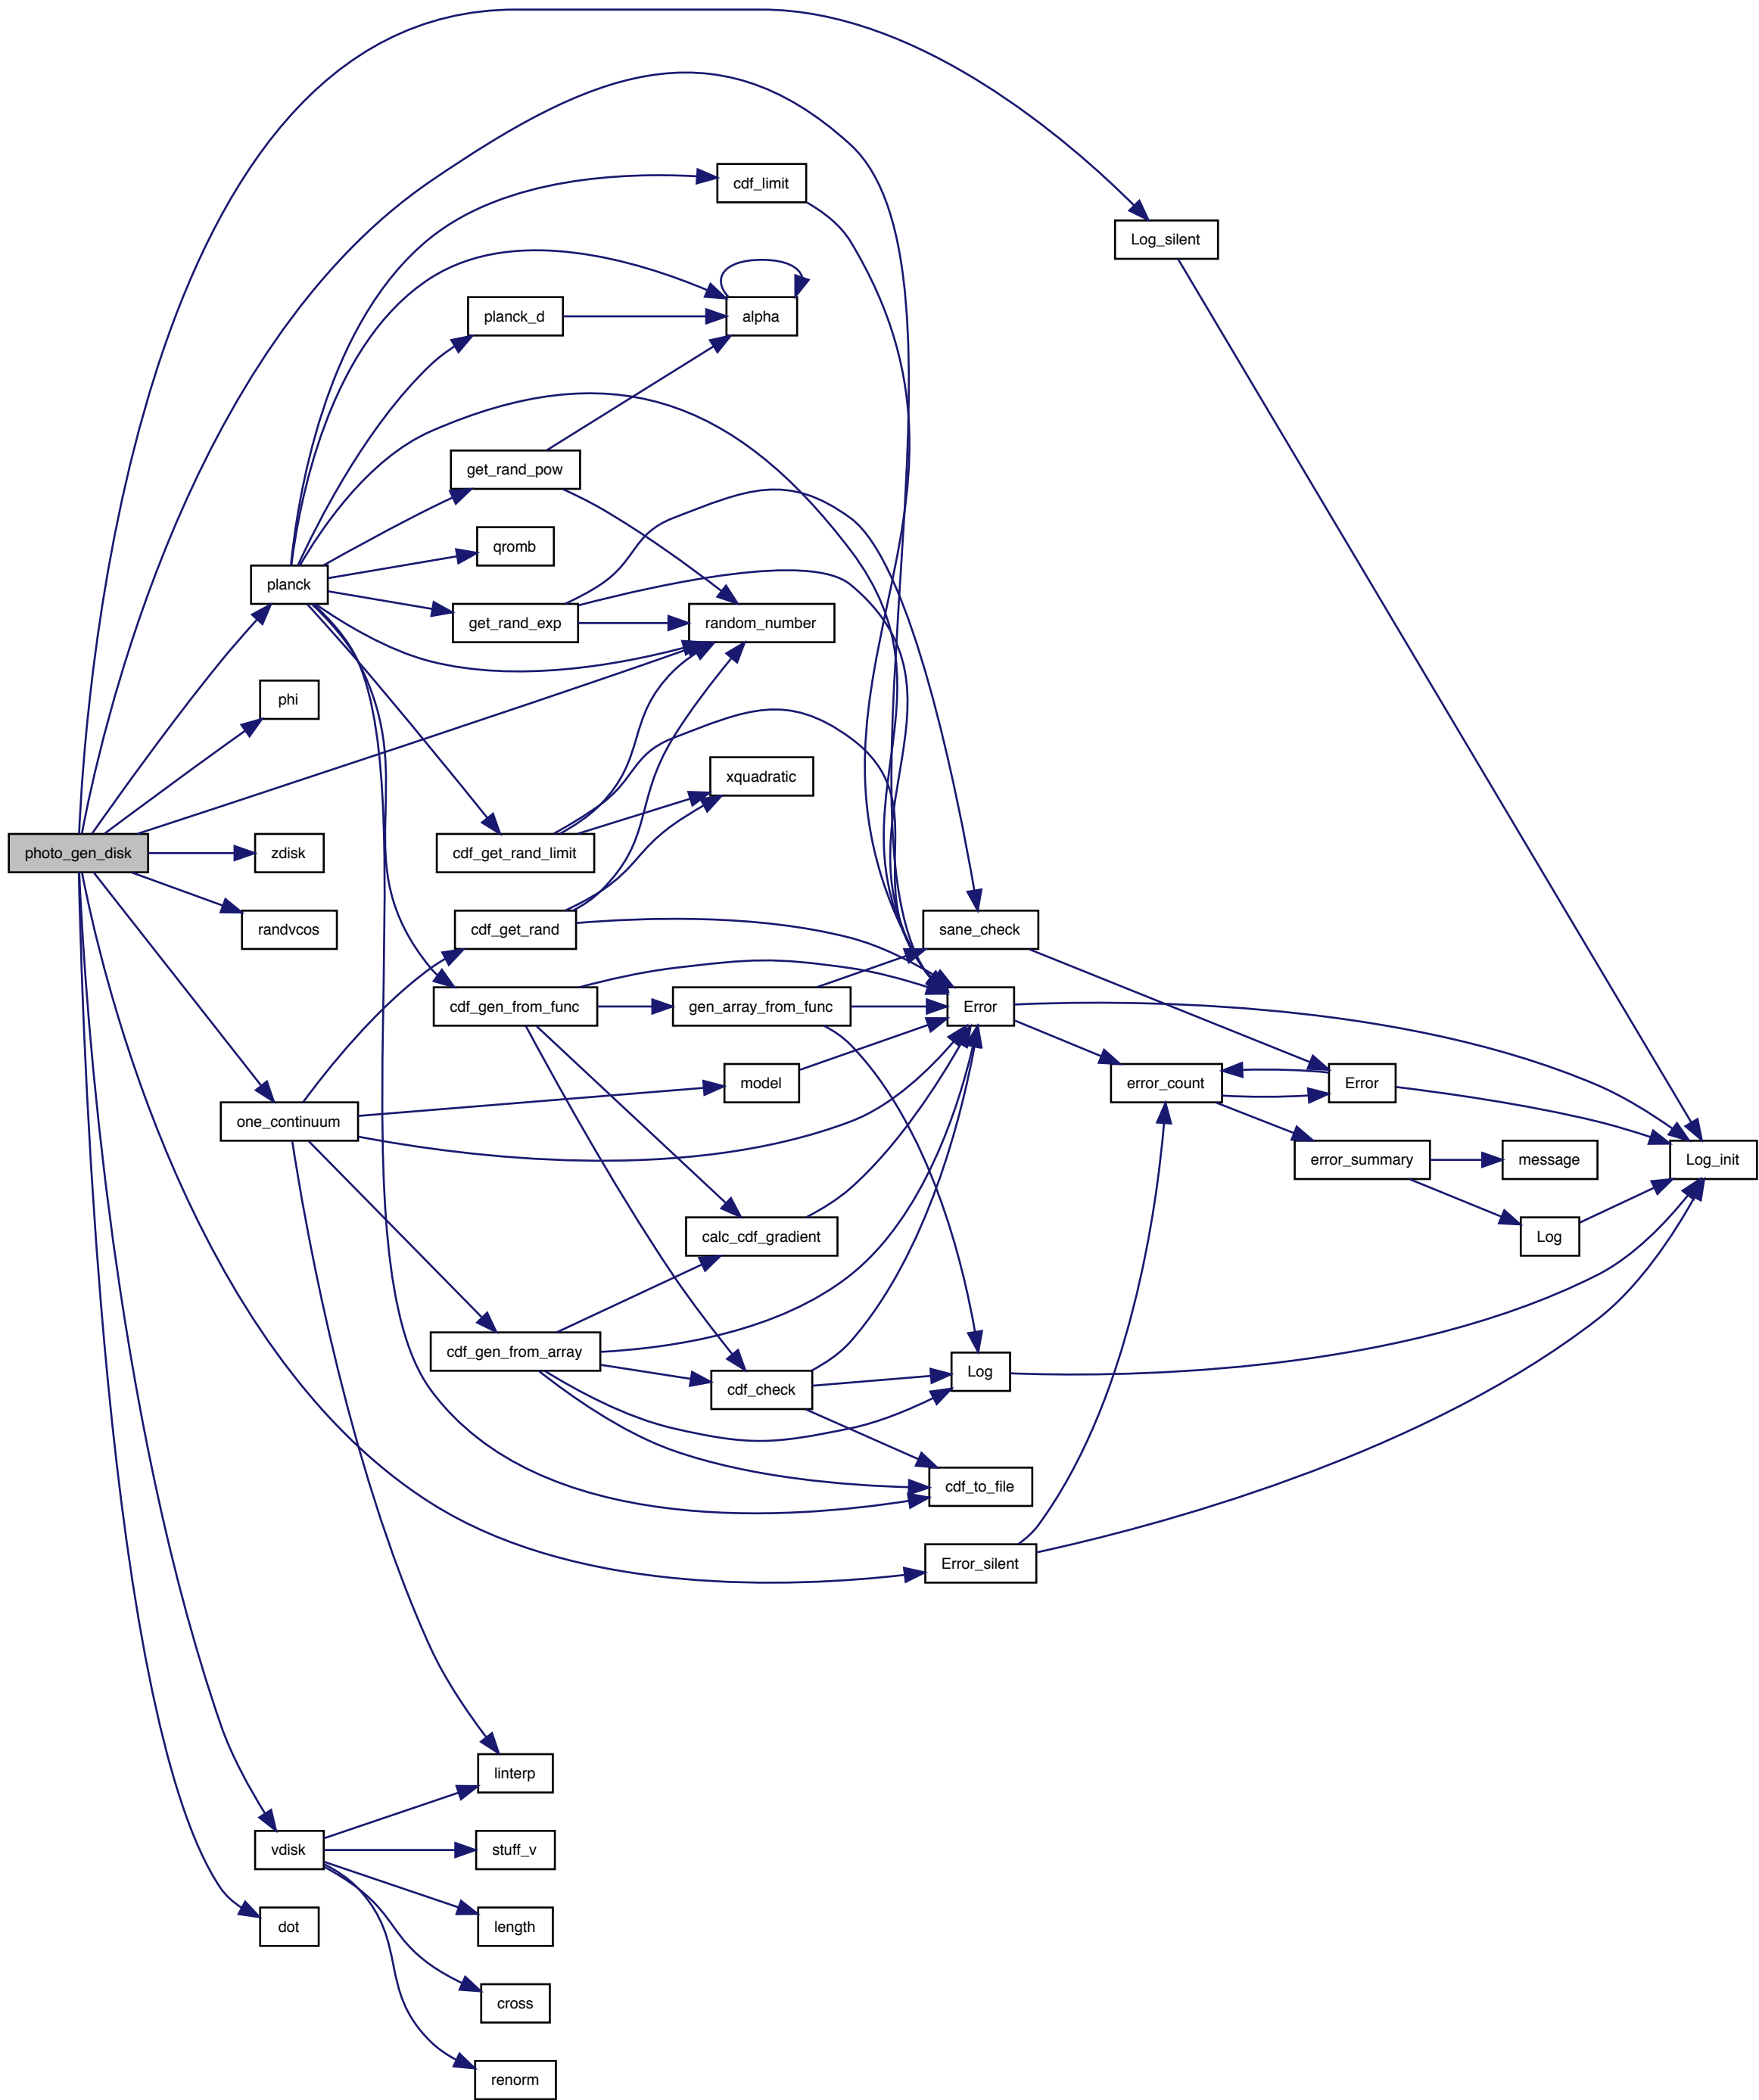 cdf_limit
Log_silent
planck_d
alpha
get_rand_pow
qromb
planck
get_rand_exp
random_number
phi
xquadratic
photo_gen_disk
zdisk
cdf_get_rand_limit
randvcos
cdf_get_rand
sane_check
cdf_gen_from_func
gen_array_from_func
Error
model
error_count
Error
one_continuum
error_summary
message
Log_init
calc_cdf_gradient
Log
cdf_gen_from_array
Log
cdf_check
cdf_to_file
Error_silent
linterp
vdisk
stuff_v
dot
length
cross
renorm